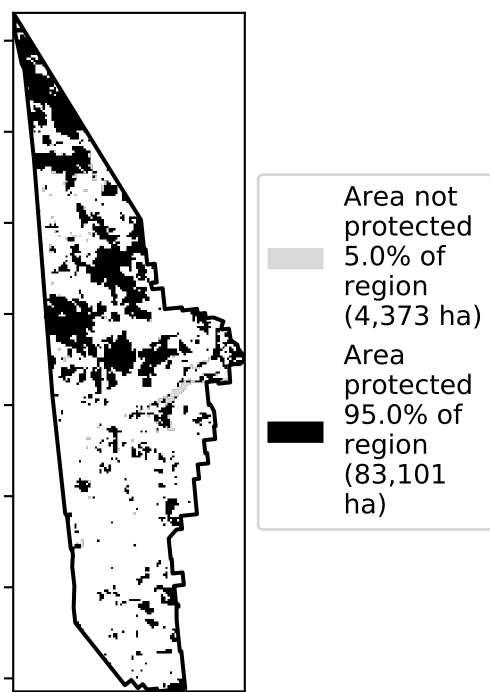 Area not
protected
5.0% of
region
(4,373 ha)
Area
protected
95.0% of
region
(83,101
ha)